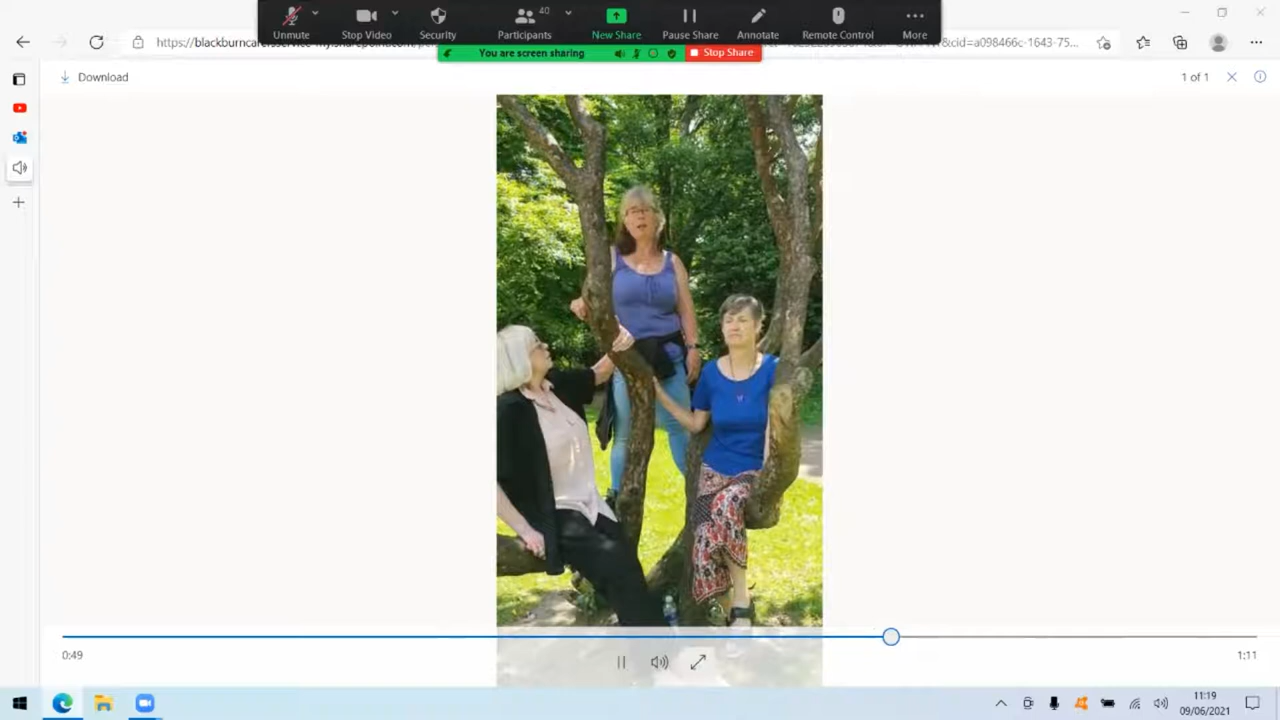 40
Unmute
Stop Video
Security
Participants
New Share
Pause Share
Annotate
Remote Control
More
You are screen sharing
Stop Share
Download
1 of 1
0:49
1:11
11:19
09/06/2021